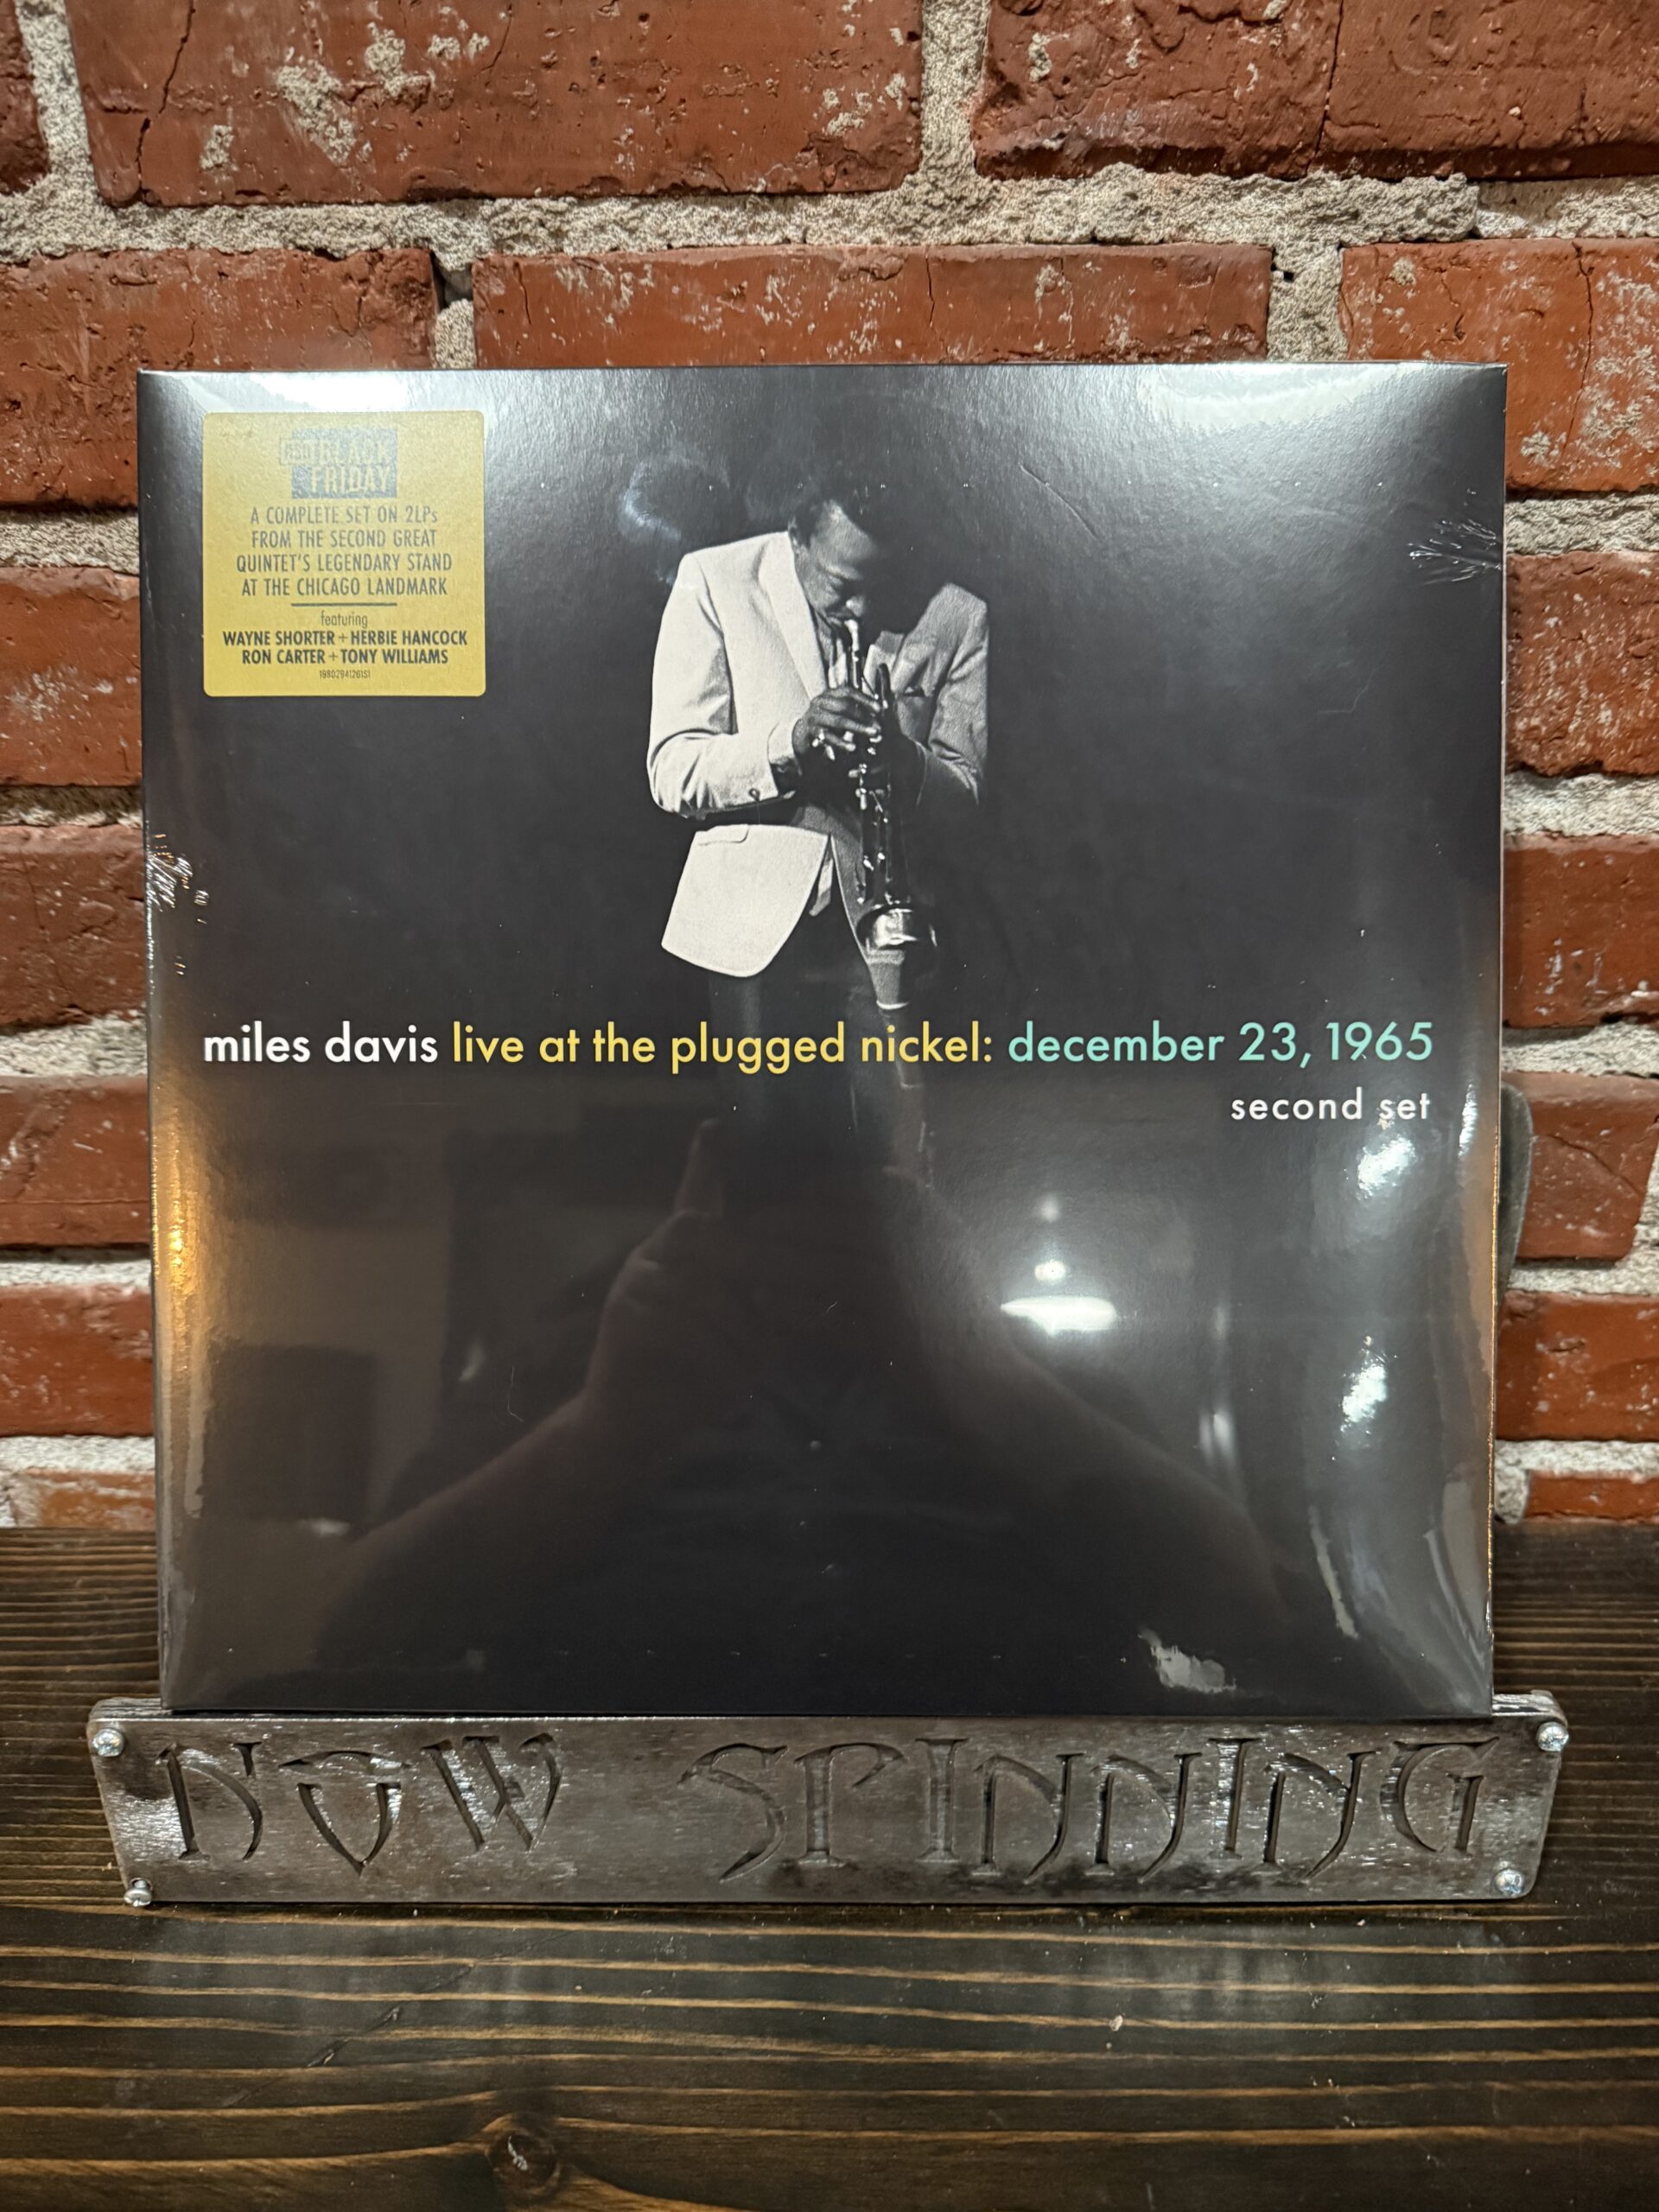 RSD BLACK
FRIDAY
A COMPLETE SET ON 2LPs
FROM THE SECOND GREAT
QUINTET'S LEGENDARY STAND
AT THE CHICAGO LANDMARK
featuring
WAYNE SHORTER + HERBIE HANCOCK
RON CARTER + TONY WILLIAMS
miles davis live at the plugged nickel: december 23, 1965
second set
NOW SPINNING